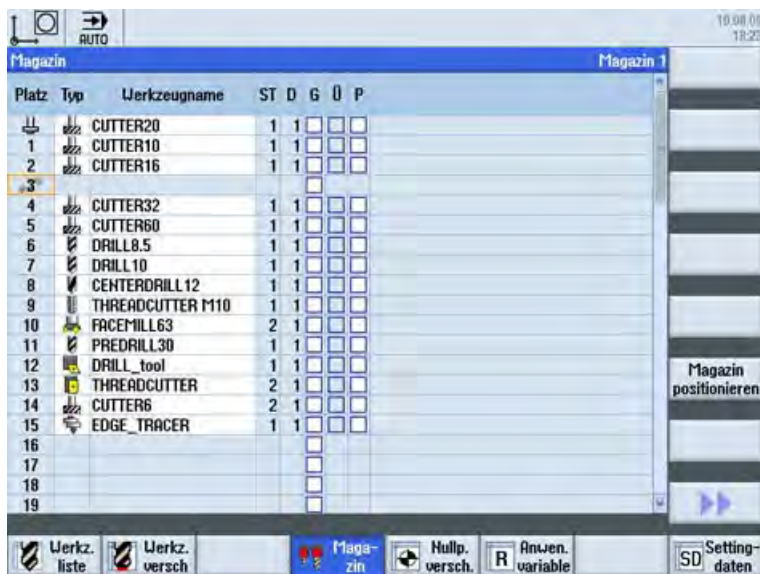 AUTO
18:23
Magazin Magazin 1
Platz Typ Werkzeugname ST D G Ü P
CUTTER20 1 1
1 CUTTER10 1 1
2 CUTTER16 1 1
3
4 CUTTER32 1 1
5 CUTTER60 1 1
6 DRILL8.5 1 1
7 DRILL10 1 1
8 CENTERDRILL12 1 1
9 THREADCUTTER M10 1 1
10 FACEMILL63 2 1
11 PREDRILL30 1 1
12 DRILL_tool 1 1
13 THREADCUTTER 2 1
14 CUTTER6 2 1
15 EDGE_TRACER 1 1
16
17
18
19
Magazin
positionieren
Werkz.
liste
Werkz.
versch
Maga-
zin
Nullp.
versch.
R Anwen.
variable
SD Setting-
daten